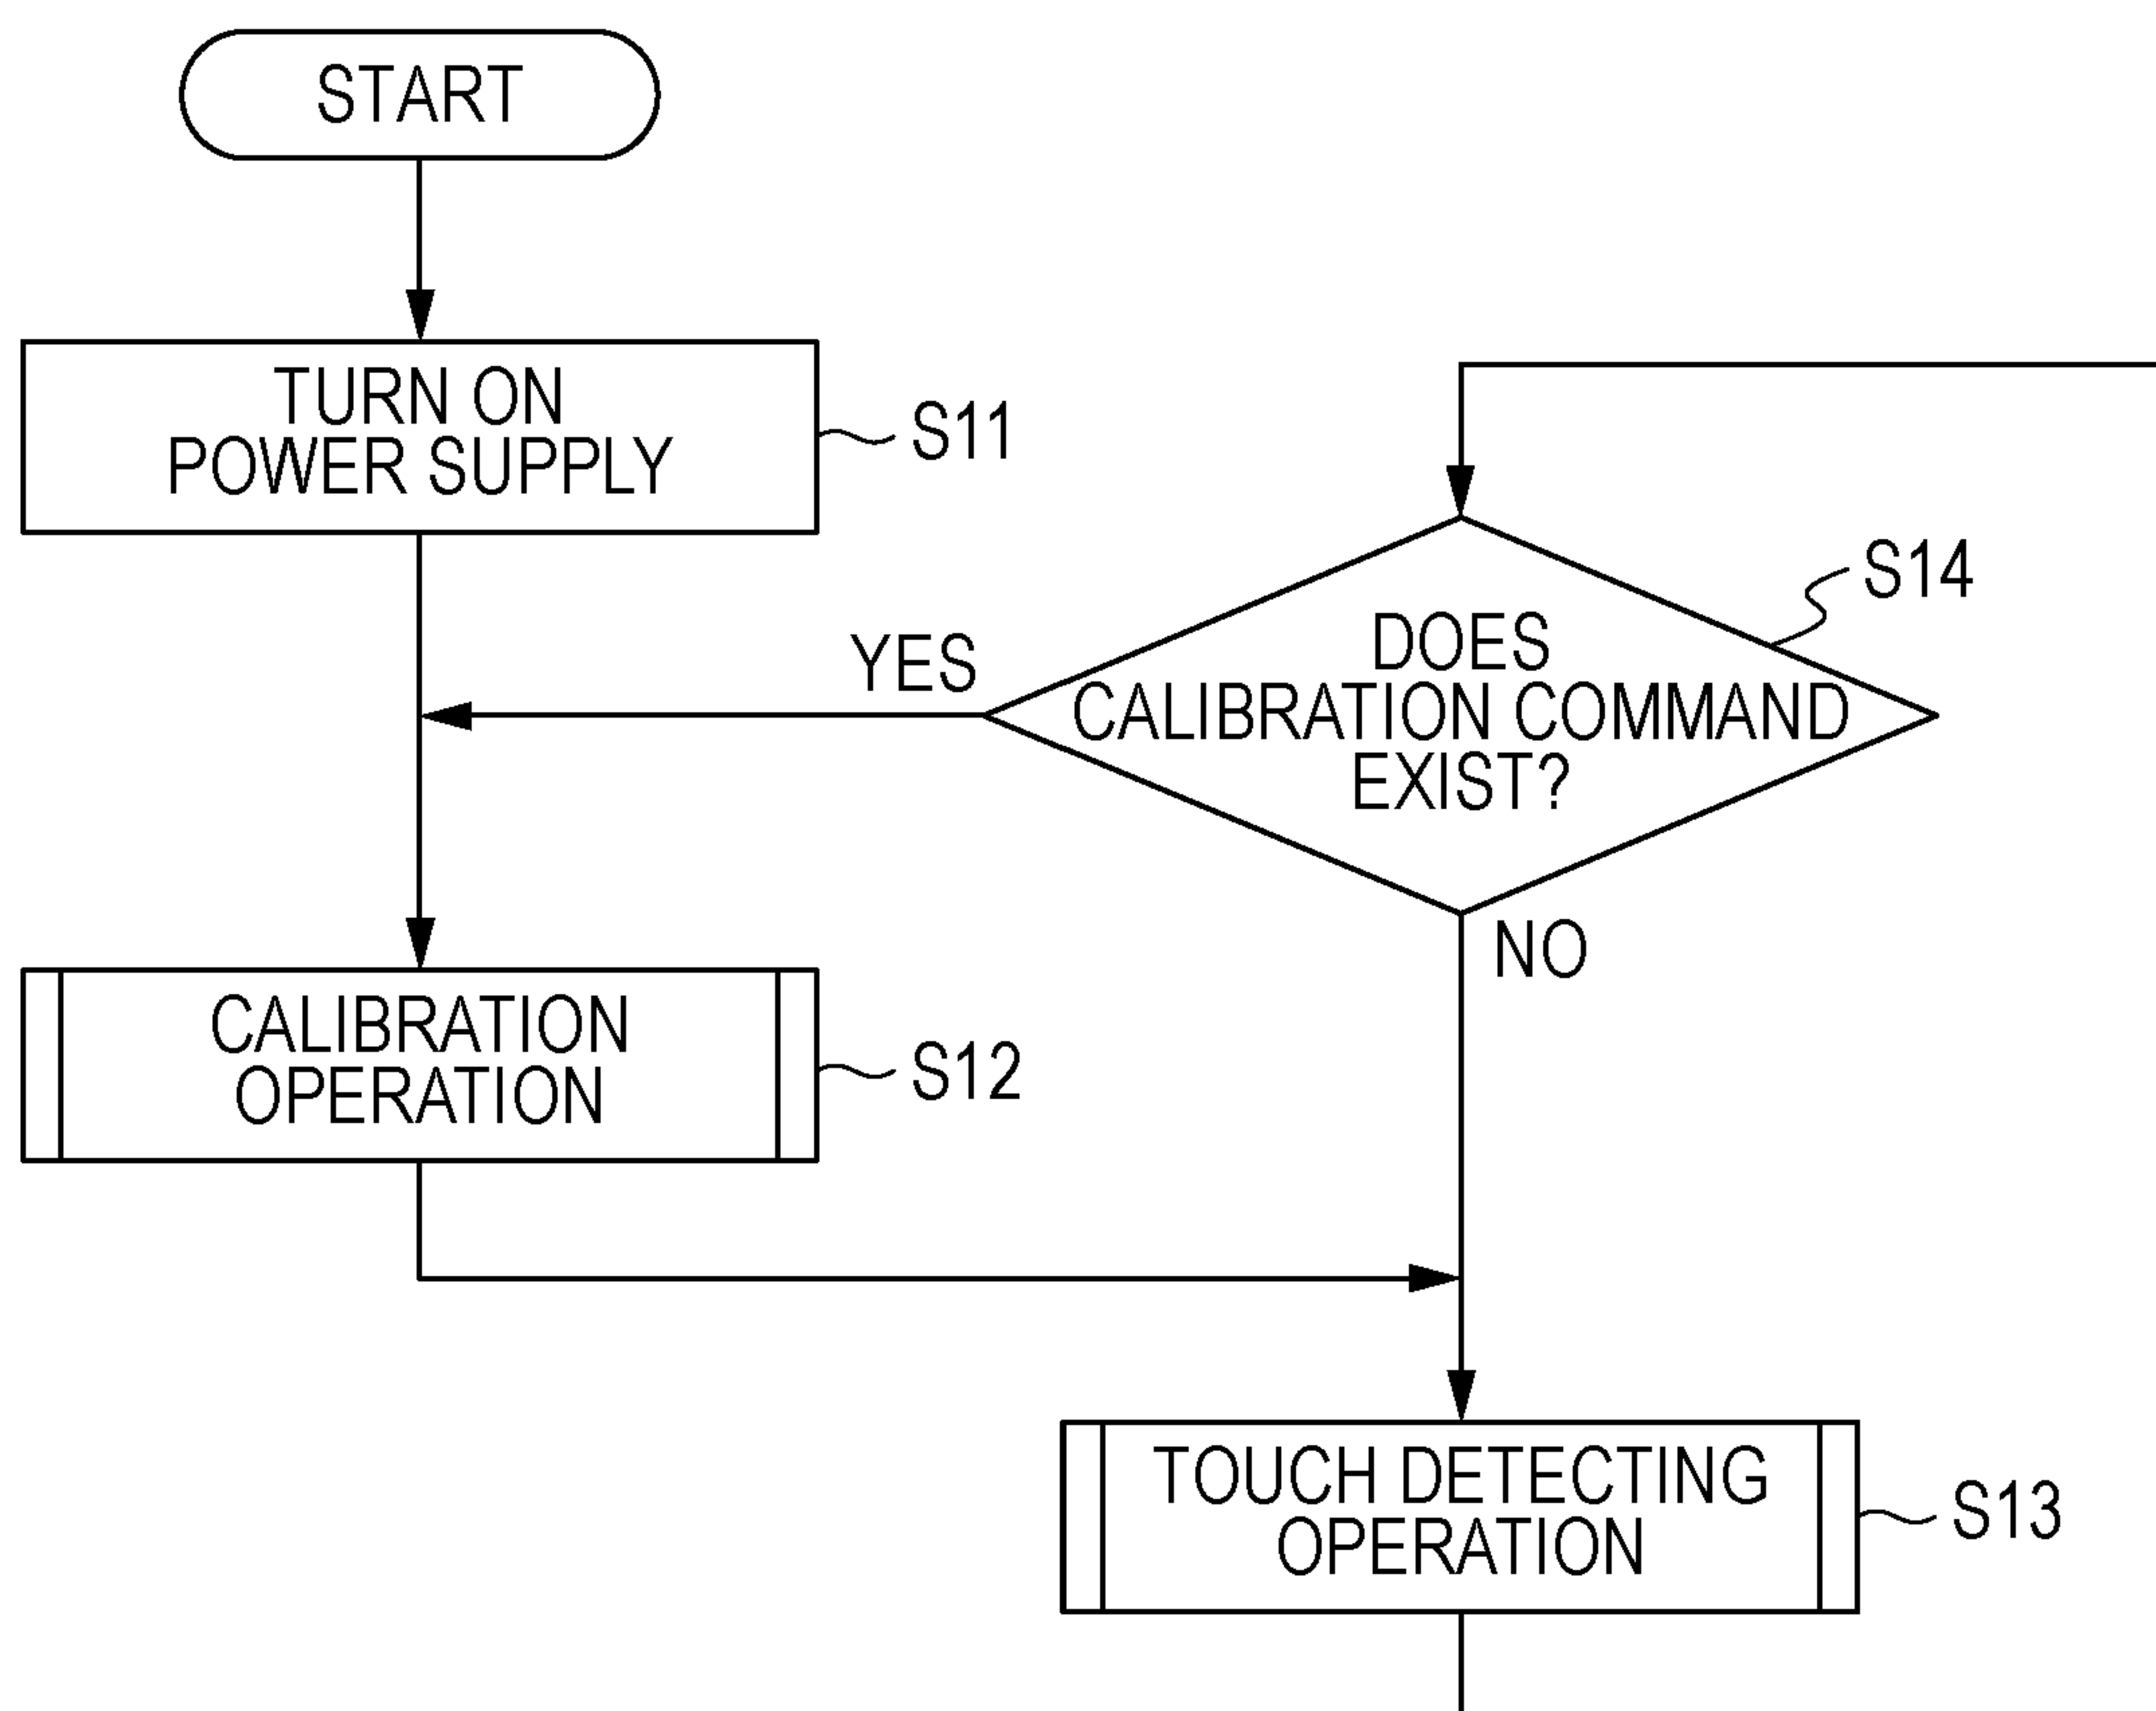 START
TURN ON
POWER SUPPLY
S11
S14
DOES
CALIBRATION COMMAND
EXIST?
YES
NO
CALIBRATION
OPERATION
S12
TOUCH DETECTING
OPERATION
S13